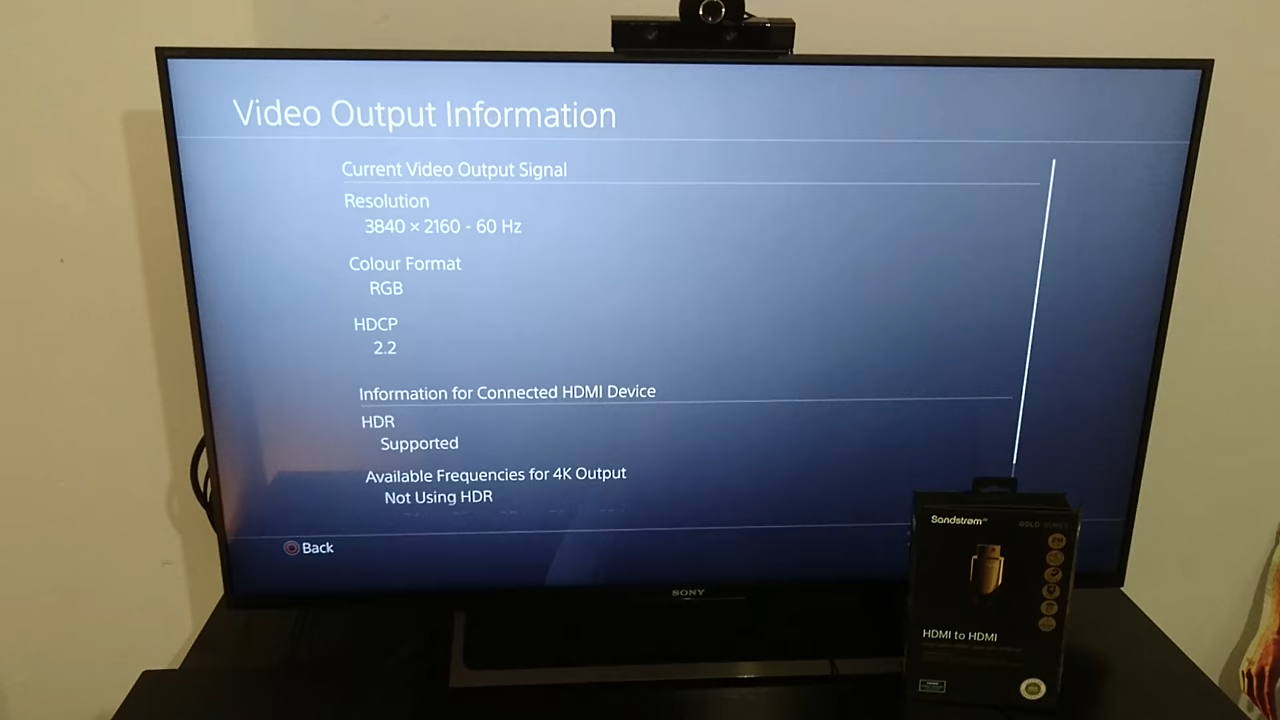 Video Output Information
Current Video Output Signal
Resolution
3840 × 2160 - 60 Hz
Colour Format
RGB
HDCP
2.2
Information for Connected HDMI Device
HDR
Supported
Available Frequencies for 4K Output
Not Using HDR
Back
SONY
Sandstrøm
GOLD SERIES
2M
HDMI to HDMI